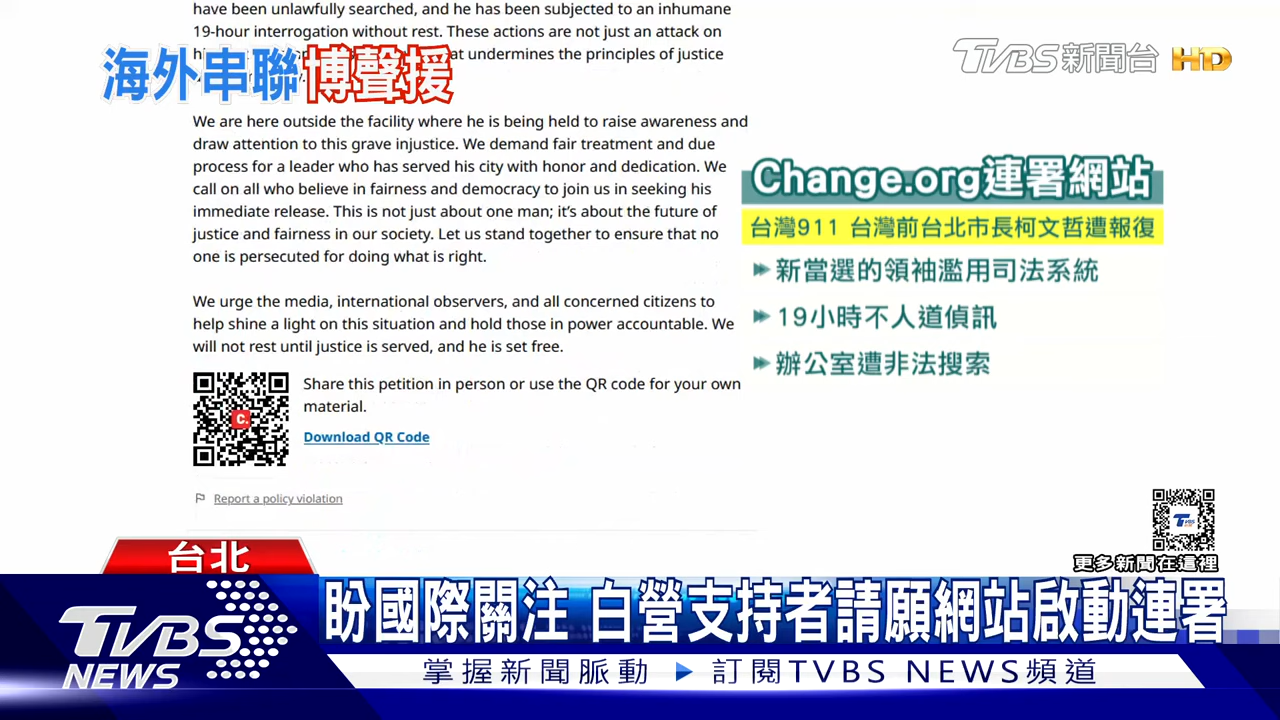 have been unlawfully searched, and he has been subjected to an inhumane
19-hour interrogation without rest. These actions are not just an attack on
at undermines the principles of justice
海外串聯博聲援
TVBS新聞台 HD
We are here outside the facility where he is being held to raise awareness and
draw attention to this grave injustice. We demand fair treatment and due
process for a leader who has served his city with honor and dedication. We
call on all who believe in fairness and democracy to join us in seeking his
immediate release. This is not just about one man; it's about the future of
justice and fairness in our country. Let us stand together to ensure that no
one is persecuted for doing what is right.
We urge the media, international observers, and all concerned citizens to
help shine a light on this situation and hold those in power accountable. We
will not rest until justice is served, and he is set free.
Share this petition in person or use the QR code for your own
material.
Download QR Code
Report a policy violation
Change.org連署網站
台灣911 台灣前台北市長柯文哲遭報復
新當選的領袖濫用司法系統
19小時不人道偵訊
辦公室遭非法搜索
TVBS
更多新聞在這裡
台北
盼國際關注 白營支持者請願網站啟動連署
TVBS
NEWS
掌握新聞脈動 訂閱TVBS NEWS頻道